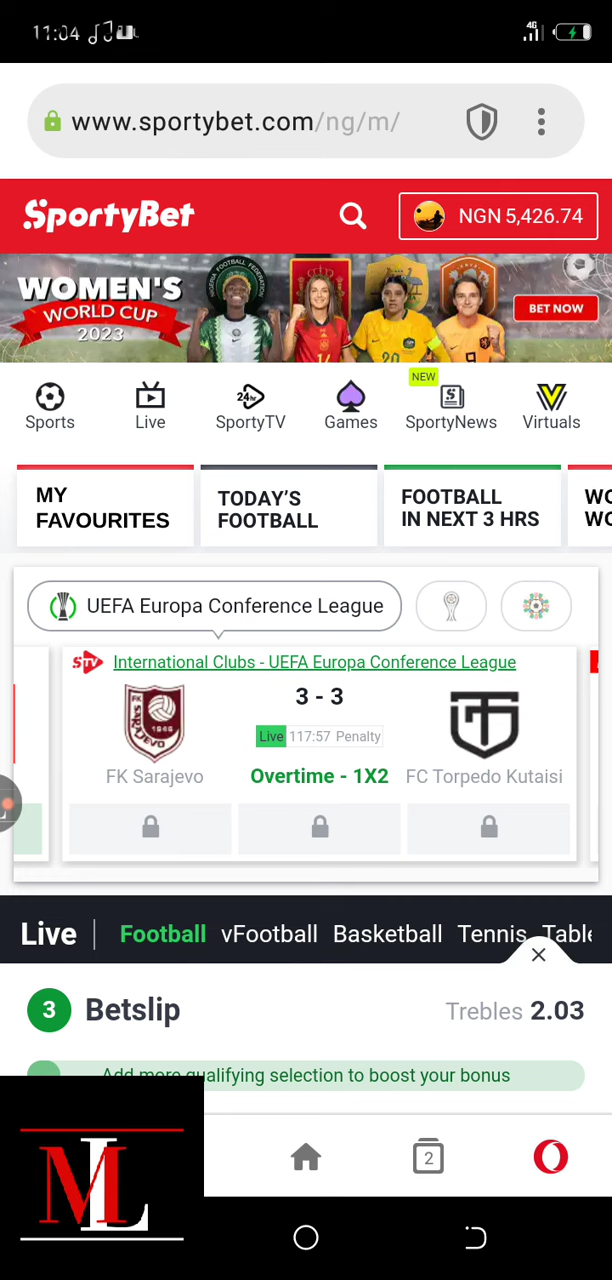 11:04
4G
www.sportybet.com/ng/m/
SportyBet
NGN 5,426.74
WOMEN'S
WORLD CUP
2023
BET NOW
NEW
Sports
Live
SportyTV
Games
SportyNews
Virtuals
MY
FAVOURITES
TODAY'S
FOOTBALL
FOOTBALL
IN NEXT 3 HRS
UEFA Europa Conference League
STV International Clubs - UEFA Europa Conference League
3 - 3
Live 117:57 Penalty
FK Sarajevo
Overtime - 1X2
FC Torpedo Kutaisi
Live
Football
vFootball
Basketball
Tennis
3 Betslip
Trebles 2.03
Add more qualifying selection to boost your bonus
ML
2